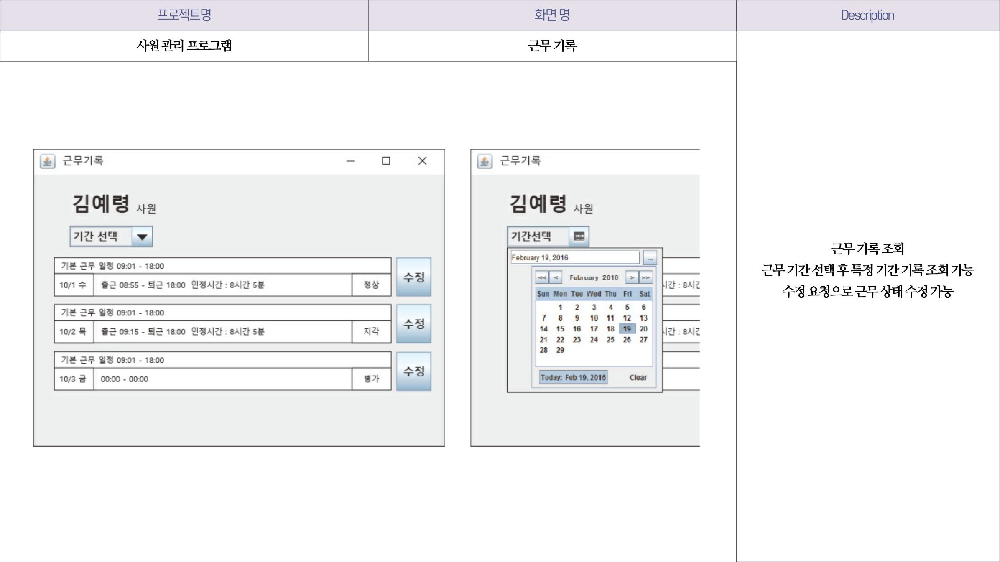 프로젝트명 화면 명 Description
사원 관리 프로그램 근무 기록
근무기록
김예령 사원
기간 선택
기본 근무 일정 09:01 - 18:00
10/1 수 출근 08:55 - 퇴근 18:00 인정시간 : 8시간 5분 정상 수정
기본 근무 일정 09:01 - 18:00
10/2 목 출근 09:15 - 퇴근 18:00 인정시간 : 8시간 5분 지각 수정
기본 근무 일정 09:01 - 18:00
10/3 금 00:00 - 00:00 병가 수정
근무기록
김예령 사원
기간선택
February 19, 2016 ...
<< < February 2010 > >>
Sun Mon Tue Wed Thu Fri Sat
1 2 3 4 5 6
7 8 9 10 11 12 13
14 15 16 17 18 19 20
21 22 23 24 25 26 27
28 29
Today: Feb 19, 2016 Clear
시간 : 8시간
시간 : 8시간
근무 기록 조회
근무 기간 선택 후 특정 기간 기록 조회 가능
수정 요청으로 근무 상태 수정 가능